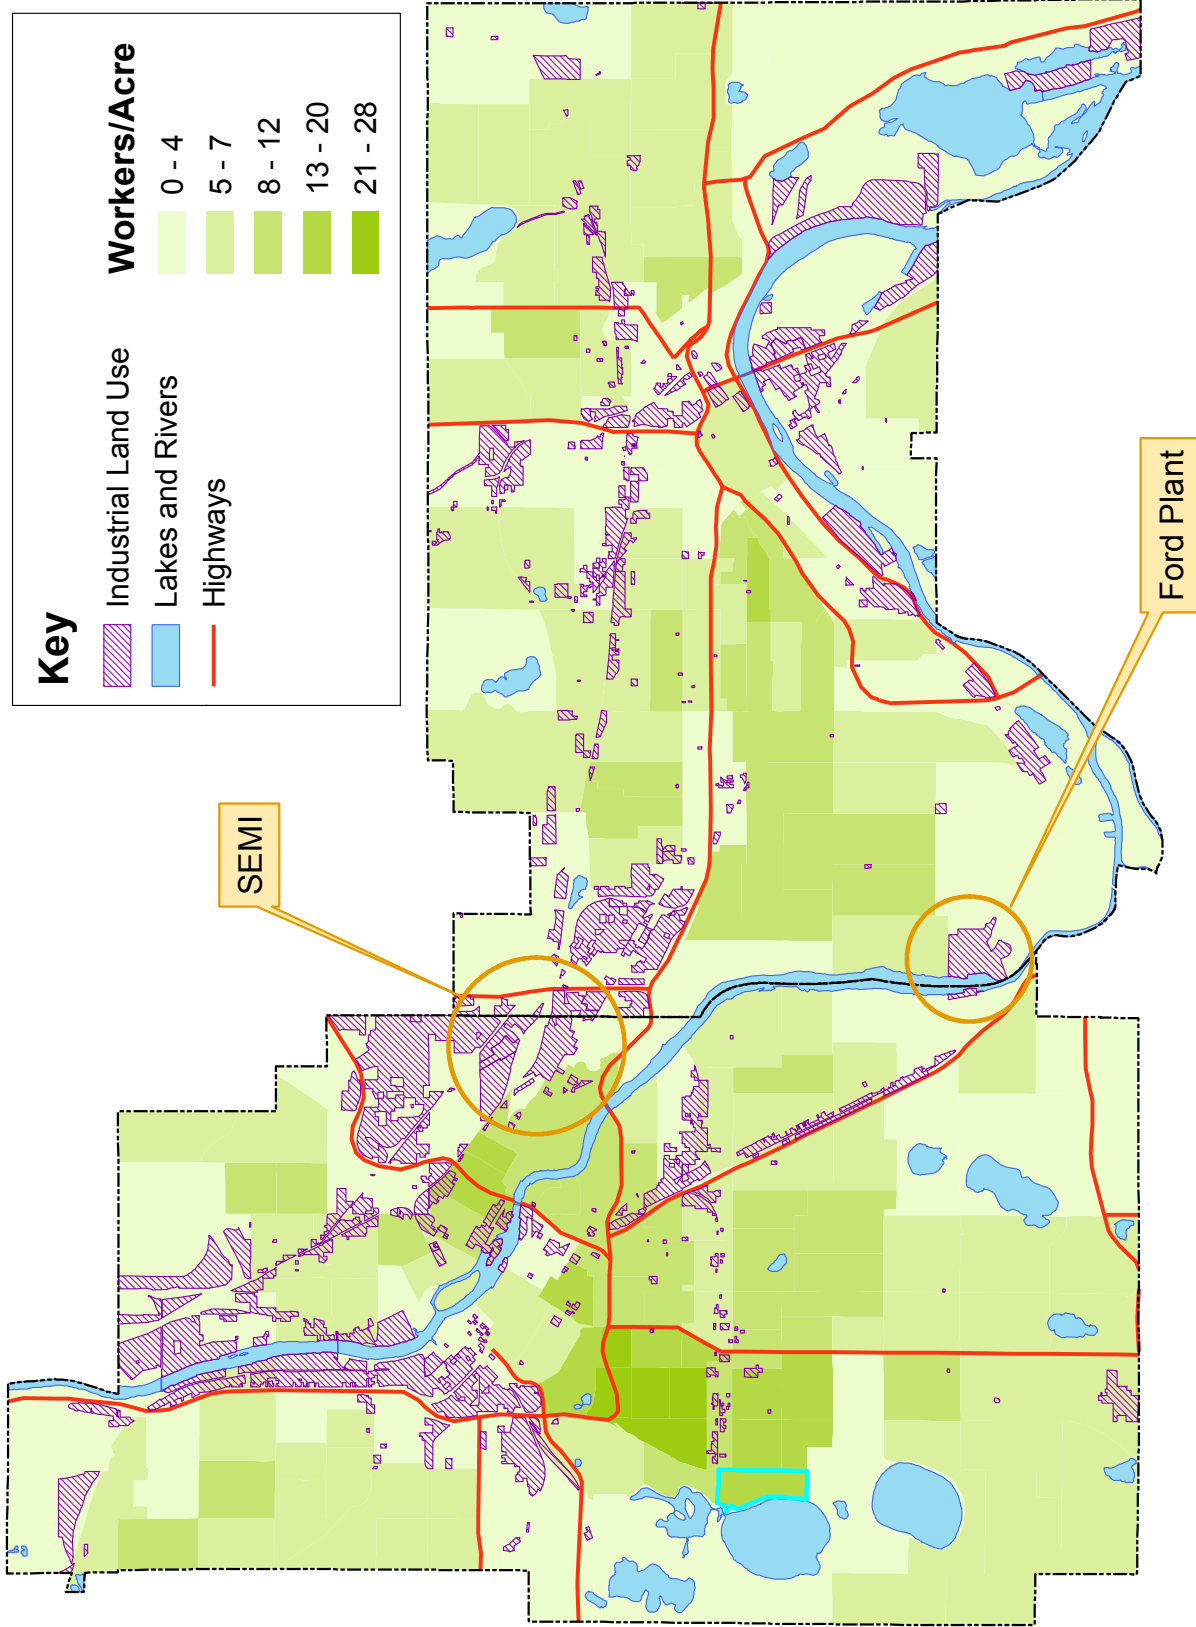 Key
Industrial Land Use
Lakes and Rivers
Highways
Workers/Acre
0 - 4
5 - 7
8 - 12
13 - 20
21 - 28
SEMI
Ford Plant